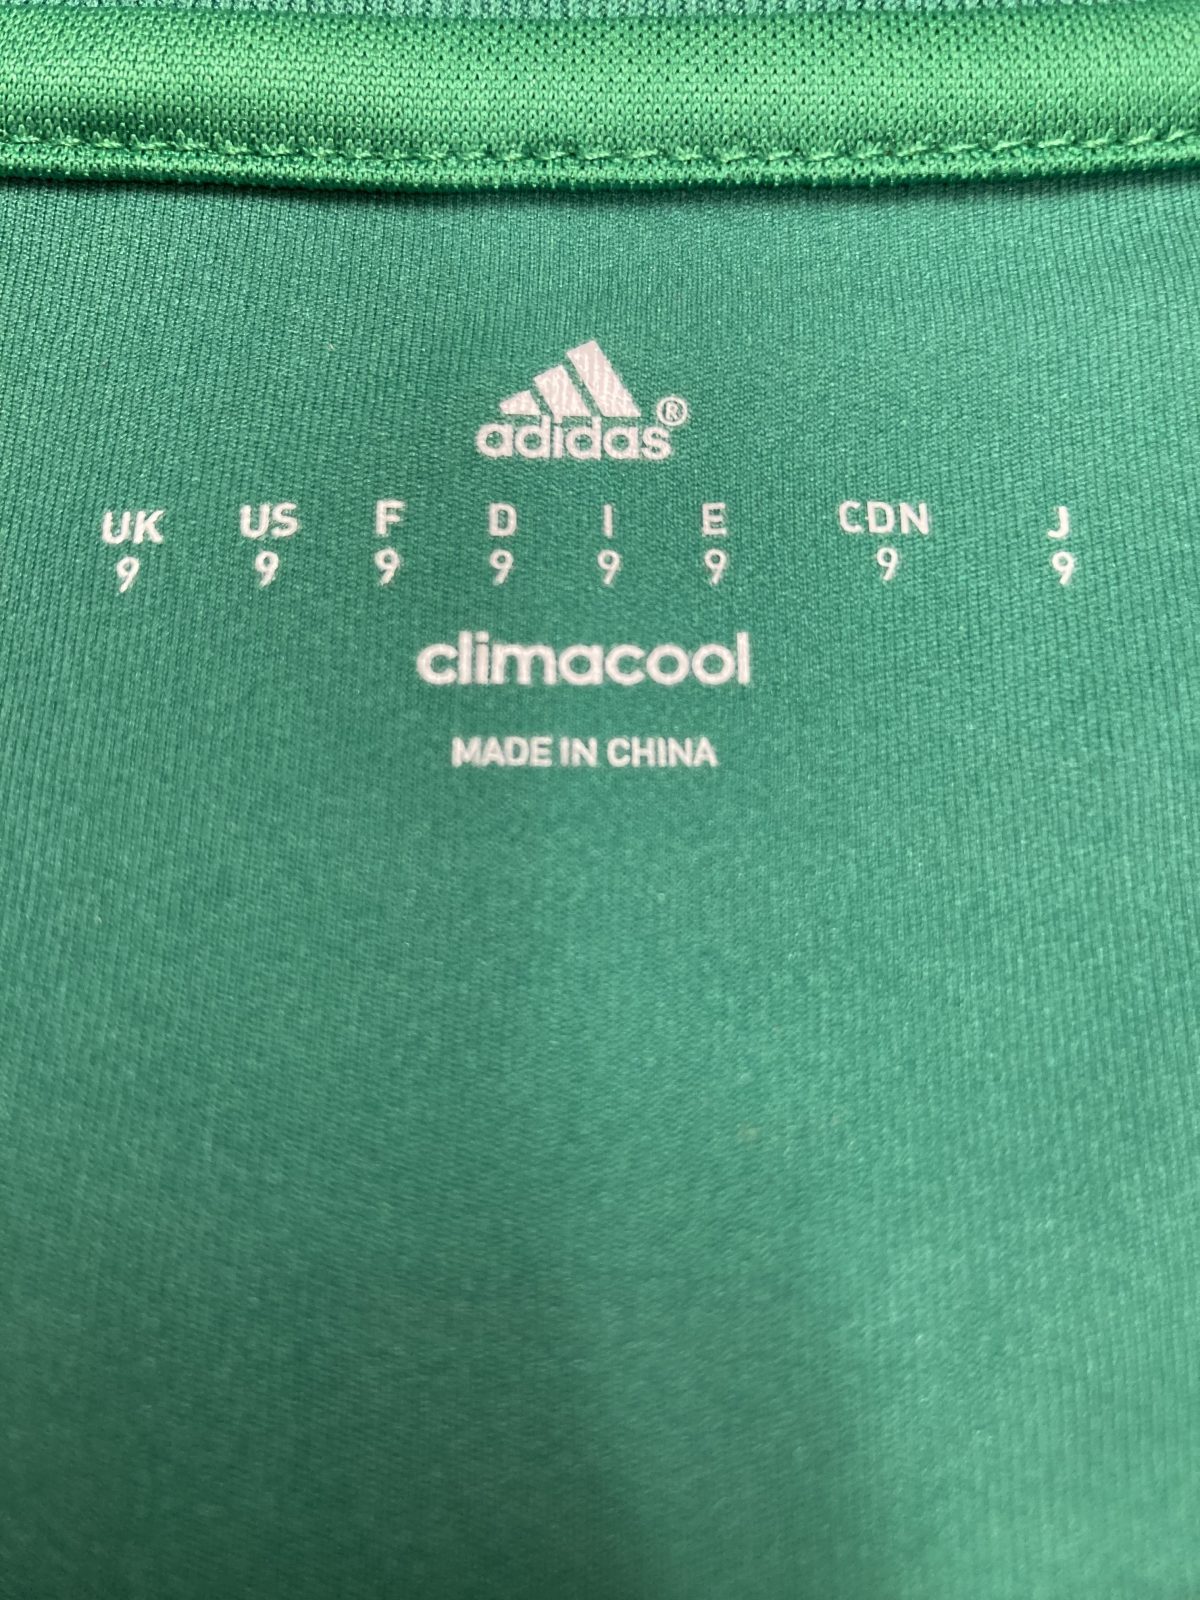 adidas®
UK US F D I E CDN J
9 9 9 9 9 9 9 9
climacool
MADE IN CHINA